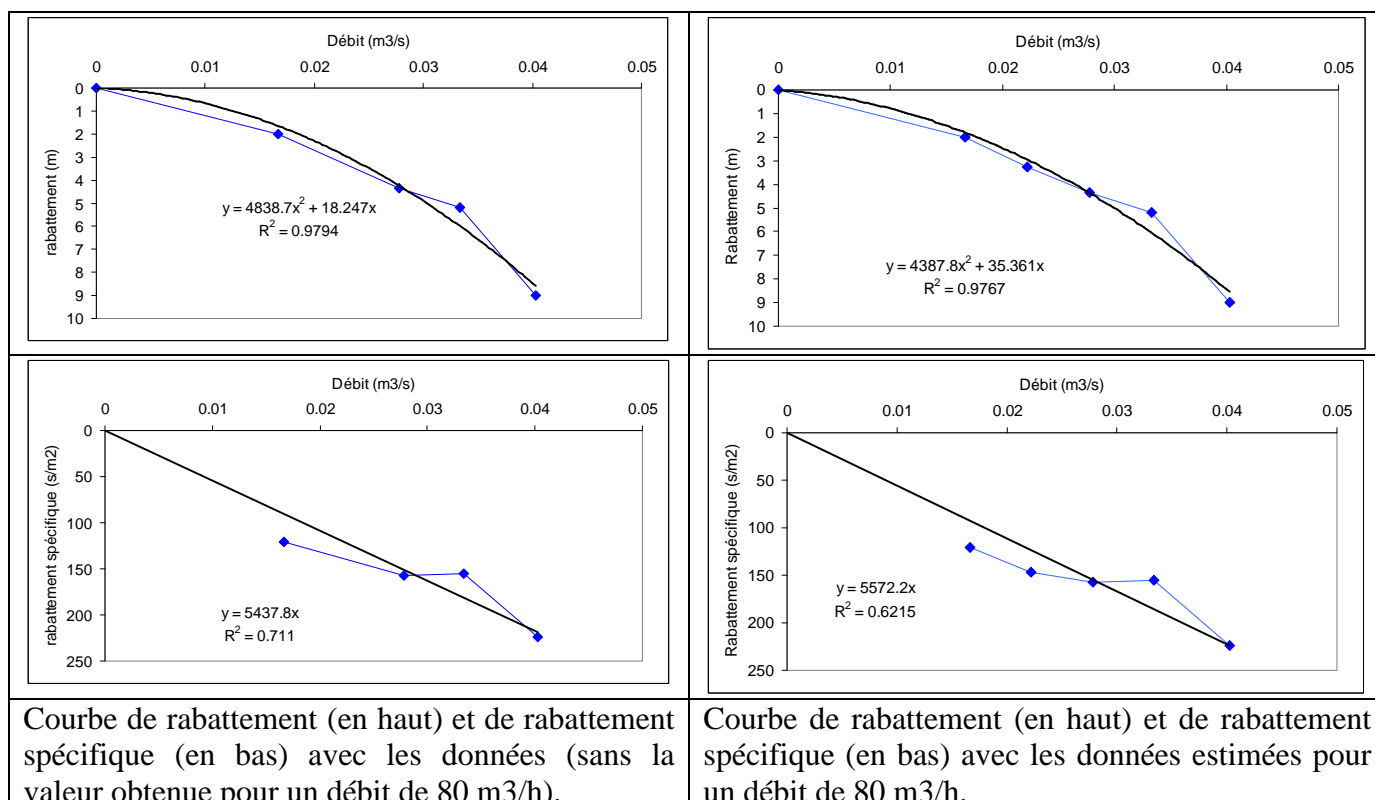 Débit (m3/s)
0 0.01 0.02 0.03 0.04 0.05
rabattement (m)
0
1
2
3
4
5
6
7
8
9
10
y = 4838.7x² + 18.247x
R² = 0.9794
Débit (m3/s)
0 0.01 0.02 0.03 0.04 0.05
Rabattement (m)
0
1
2
3
4
5
6
7
8
9
10
y = 4387.8x² + 35.361x
R² = 0.9767
Débit (m3/s)
0 0.01 0.02 0.03 0.04 0.05
rabattement spécifique (s/m2)
0
50
100
150
200
250
y = 5437.8x
R² = 0.711
Débit (m3/s)
0 0.01 0.02 0.03 0.04 0.05
Rabattement spécifique (s/m2)
0
50
100
150
200
250
y = 5572.2x
R² = 0.6215
Courbe de rabattement (en haut) et de rabattement
spécifique (en bas) avec les données (sans la
valeur obtenue pour un débit de 80 m3/h).
Courbe de rabattement (en haut) et de rabattement
spécifique (en bas) avec les données estimées pour
un débit de 80 m3/h.